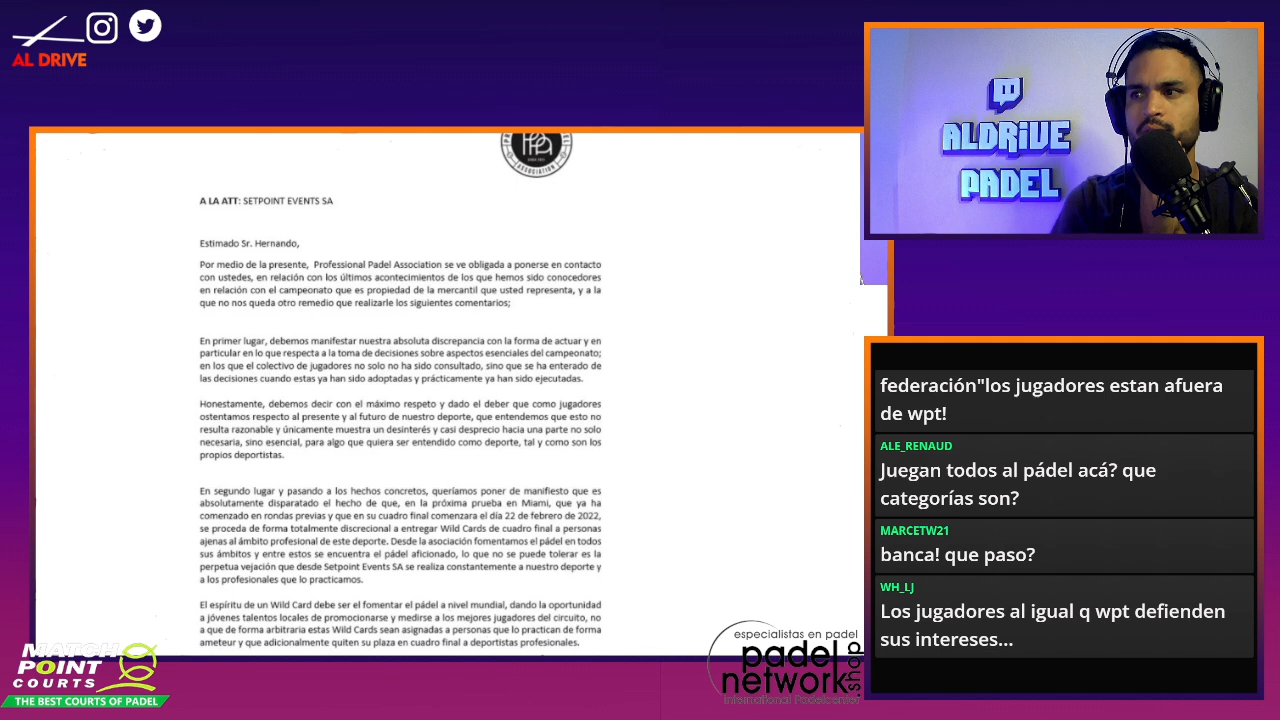 AL DRIVE
ALDRIVE
PADEL
PPA
ASSOCIATION
A LA ATT: SETPOINT EVENTS SA
Estimado Sr. Hernando,
Por medio de la presente, Professional Padel Association se ve obligada a ponerse en contacto
con ustedes, en relación con los últimos acontecimientos de los que hemos sido conocedores
en relación con el campeonato que es propiedad de la mercantil que usted representa, y a la
que no nos queda otro remedio que realizarle los siguientes comentarios;
En primer lugar, debemos manifestar nuestra absoluta discrepancia con la forma de actuar y en
particular en lo que respecta a la toma de decisiones sobre aspectos esenciales del campeonato;
en los que el colectivo de jugadores no solo no ha sido consultado, sino que se ha enterado de
las decisiones cuando estas ya han sido adoptadas y prácticamente ya han sido ejecutadas.
Honestamente, debemos decir con el máximo respeto y dado el deber que como jugadores
ostentamos respecto al presente y al futuro de nuestro deporte, que entendemos que esto no
resulta razonable y únicamente muestra un desinterés y casi desprecio hacia una parte no solo
necesaria, sino esencial, para algo que quiera ser entendido como deporte, tal y como son los
propios deportistas.
En segundo lugar y pasando a los hechos concretos, queríamos poner de manifiesto que es
absolutamente disparatado el hecho de que, en la próxima prueba en Miami, que ya ha
comenzado en rondas previas y que en su cuadro final comenzara el día 22 de febrero de 2022,
se proceda de forma totalmente discrecional a entregar Wild Cards de cuadro final a personas
ajenas al ámbito profesional de este deporte. Desde la asociación fomentamos el pádel en todos
sus ámbitos y entre estos se encuentra el pádel aficionado, lo que no se puede tolerar es la
perpetua vejación que desde Setpoint Events SA se realiza constantemente a nuestro deporte y
a los profesionales que lo practicamos.
El espíritu de un Wild Card debe ser el fomentar el pádel a nivel mundial, dando la oportunidad
a jóvenes talentos locales de promocionarse y medirse a los mejores jugadores del circuito, no
a que de forma arbitraria estas Wild Cards sean asignadas a personas que lo practican de forma
ameteur y que adicionalmente quiten su plaza en cuadro final a deportistas profesionales.
federación"los jugadores estan afuera
de wpt!
ALE_RENAUD
Juegan todos al pádel acá? que
categorías son?
MARCETW21
banca! que paso?
WH_LJ
Los jugadores al igual q wpt defienden
sus intereses...
MATCH
POINT
COURTS
THE BEST COURTS OF PADEL
especialistas en padel
padel
network
.shop
International Padelcenter